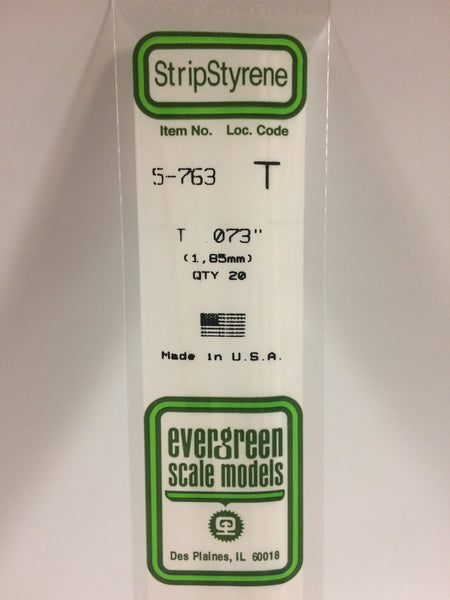 StripStyrene
Item No. Loc. Code
5-763 T
T .073"
(1,85mm)
QTY 20
Made in U.S.A.
evergreen
scale models
Des Plaines, IL 60018